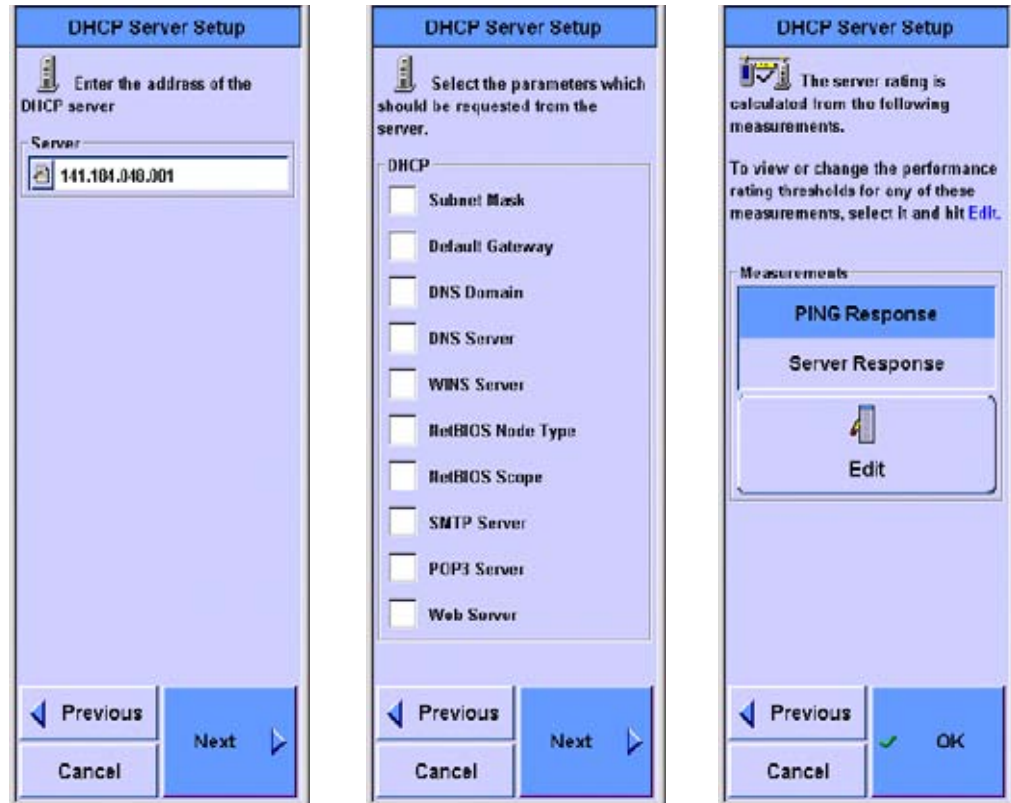 DHCP Server Setup
Enter the address of the
DHCP server
Server
141.184.048.001
Previous
Next
Cancel
DHCP Server Setup
Select the parameters which
should be requested from the
server.
DHCP
Subnet Mask
Default Gateway
DNS Domain
DNS Server
WINS Server
NetBIOS Node Type
NetBIOS Scope
SMTP Server
POP3 Server
Web Server
Previous
Next
Cancel
DHCP Server Setup
The server rating is
calculated from the following
measurements.
To view or change the performance
rating thresholds for any of these
measurements, select it and hit Edit.
Measurements
PING Response
Server Response
Edit
Previous
OK
Cancel